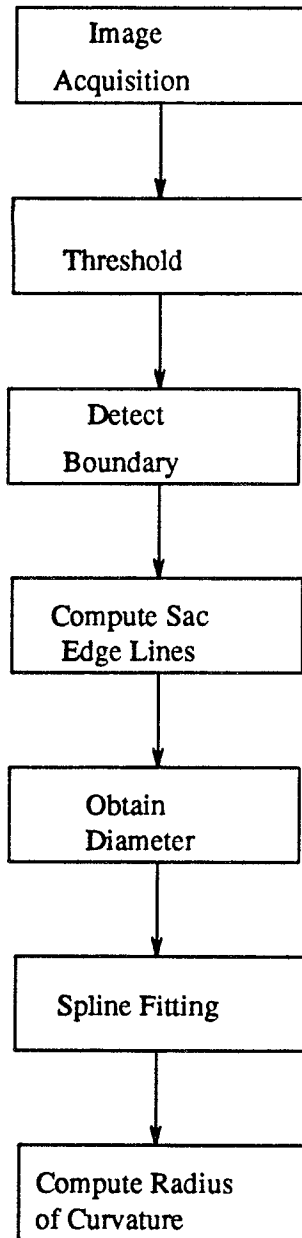 Image
Acquisition
Threshold
Detect
Boundary
Compute Sac
Edge Lines
Obtain
Diameter
Spline Fitting
Compute Radius
of Curvature